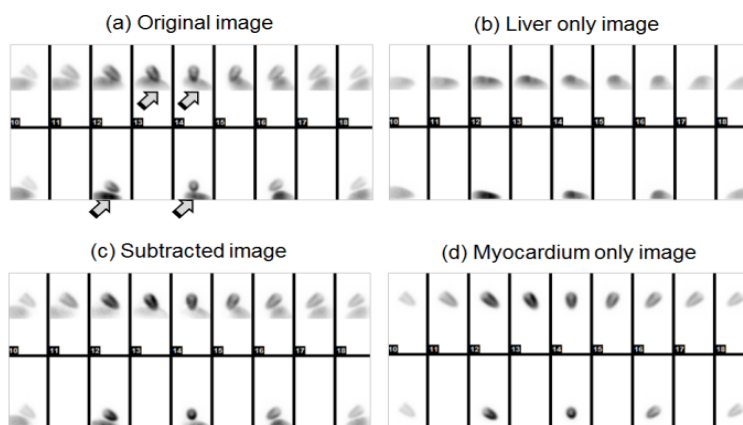 (a) Original image
(b) Liver only image
10 11 12 13 14 15 16 17 18
10 11 12 13 14 15 16 17 18
(c) Subtracted image
(d) Myocardium only image
10 11 12 13 14 15 16 17 18
10 11 12 13 14 15 16 17 18